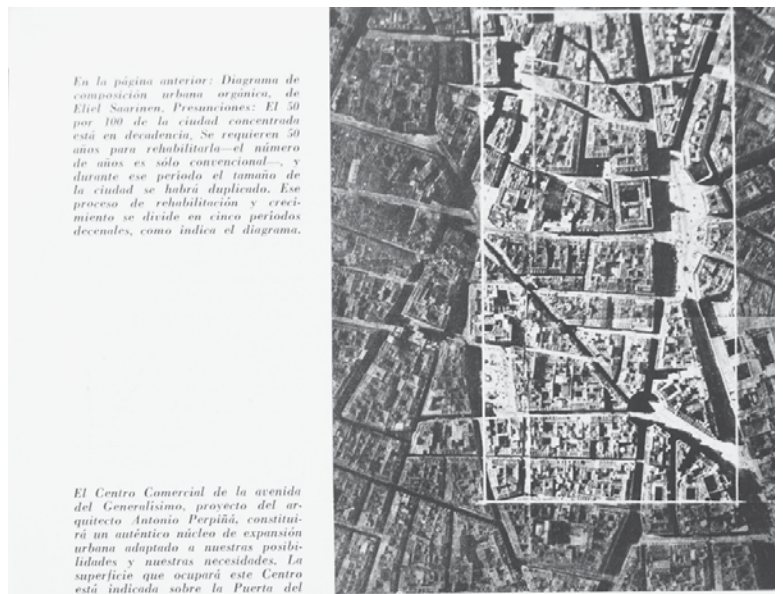 En la página anterior: Diagrama de
composición urbana orgánica, de
Eliel Saarinen. Presunciones: El 50
por 100 de la ciudad concentrada
está en decadencia. Se requieren 50
años para rehabilitarla—el número
de años es sólo convencional—, y
durante ese período el tamaño de
la ciudad se habrá duplicado. Ese
proceso de rehabilitación y creci-
miento se divide en cinco períodos
decenales, como indica el diagrama.
El Centro Comercial de la avenida
del Generalísimo, proyecto del ar-
quitecto Antonio Perpiñá, constitui-
rá un auténtico núcleo de expansión
urbana adaptado a nuestras posibi-
lidades y nuestras necesidades. La
superficie que ocupará este Centro
está indicada sobre la Puerta del